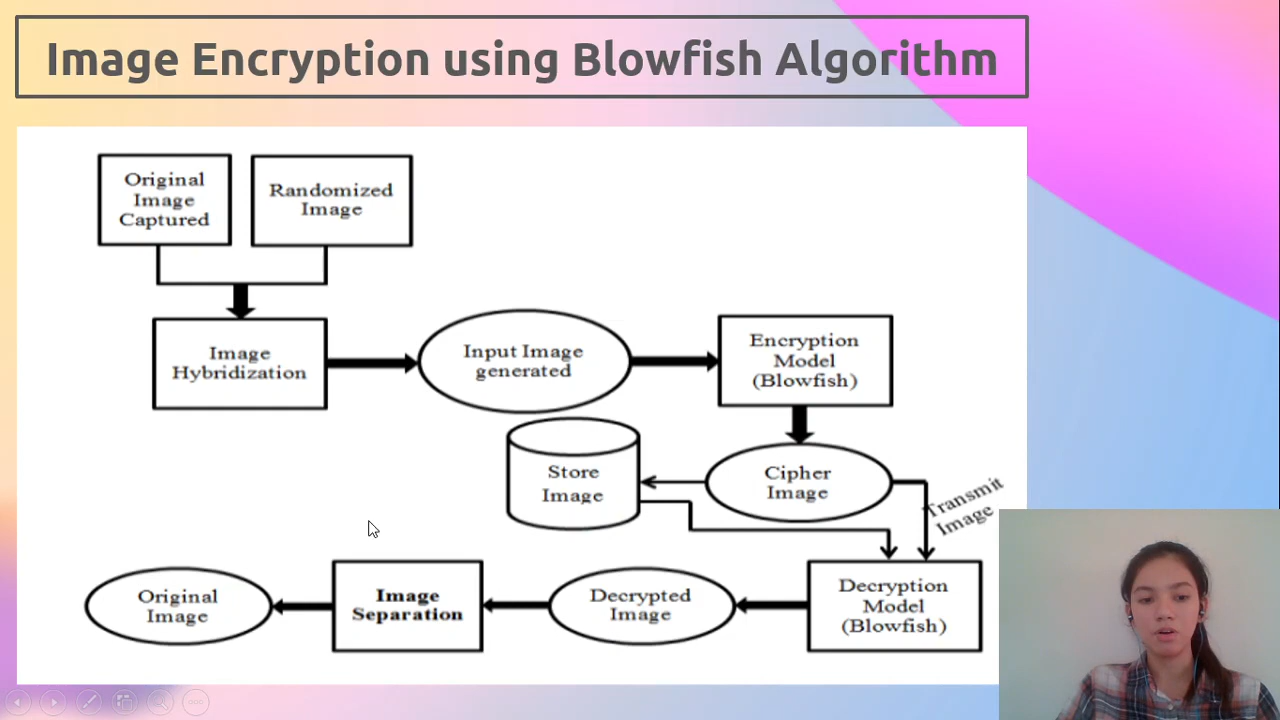 Image Encryption using Blowfish Algorithm
Original
Image
Captured
Randomized
Image
Image
Hybridization
Input Image
generated
Encryption
Model
(Blowfish)
Store
Image
Cipher
Image
Transmit
Image
Original
Image
Image
Separation
Decrypted
Image
Decryption
Model
(Blowfish)